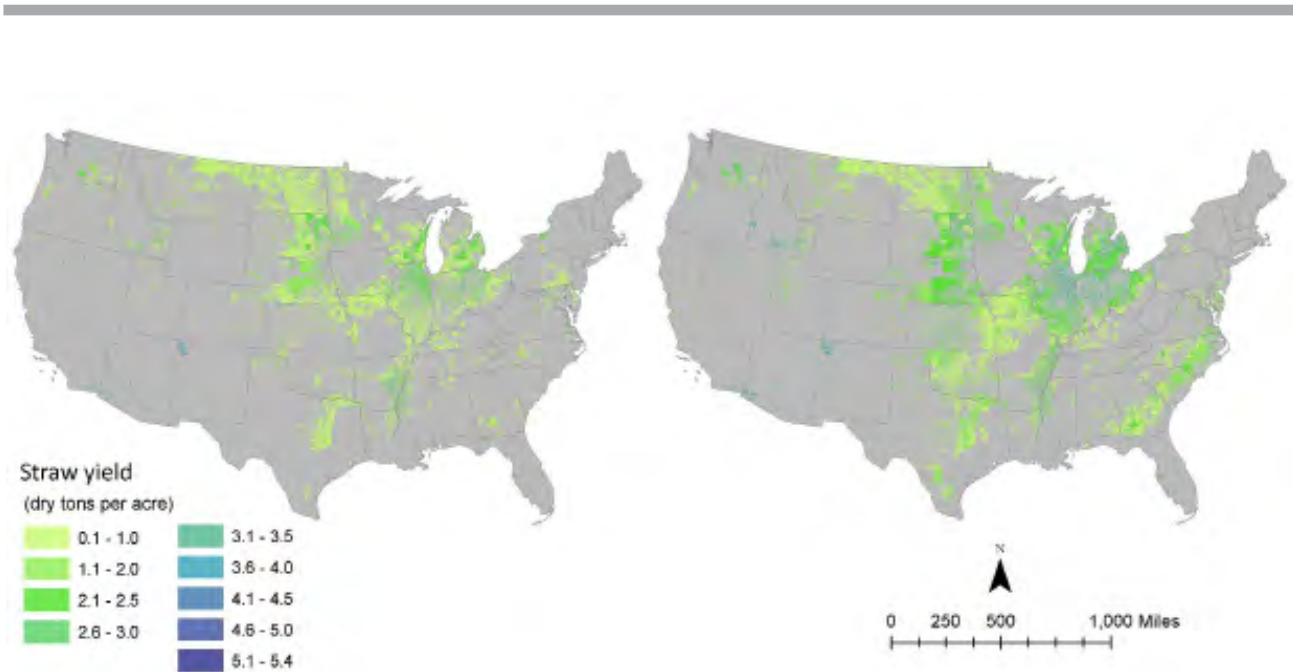 Straw yield
(dry tons per acre)
0.1 - 1.0
1.1 - 2.0
2.1 - 2.5
2.6 - 3.0
3.1 - 3.5
3.6 - 4.0
4.1 - 4.5
4.6 - 5.0
5.1 - 5.4
N
0 250 500 1,000 Miles